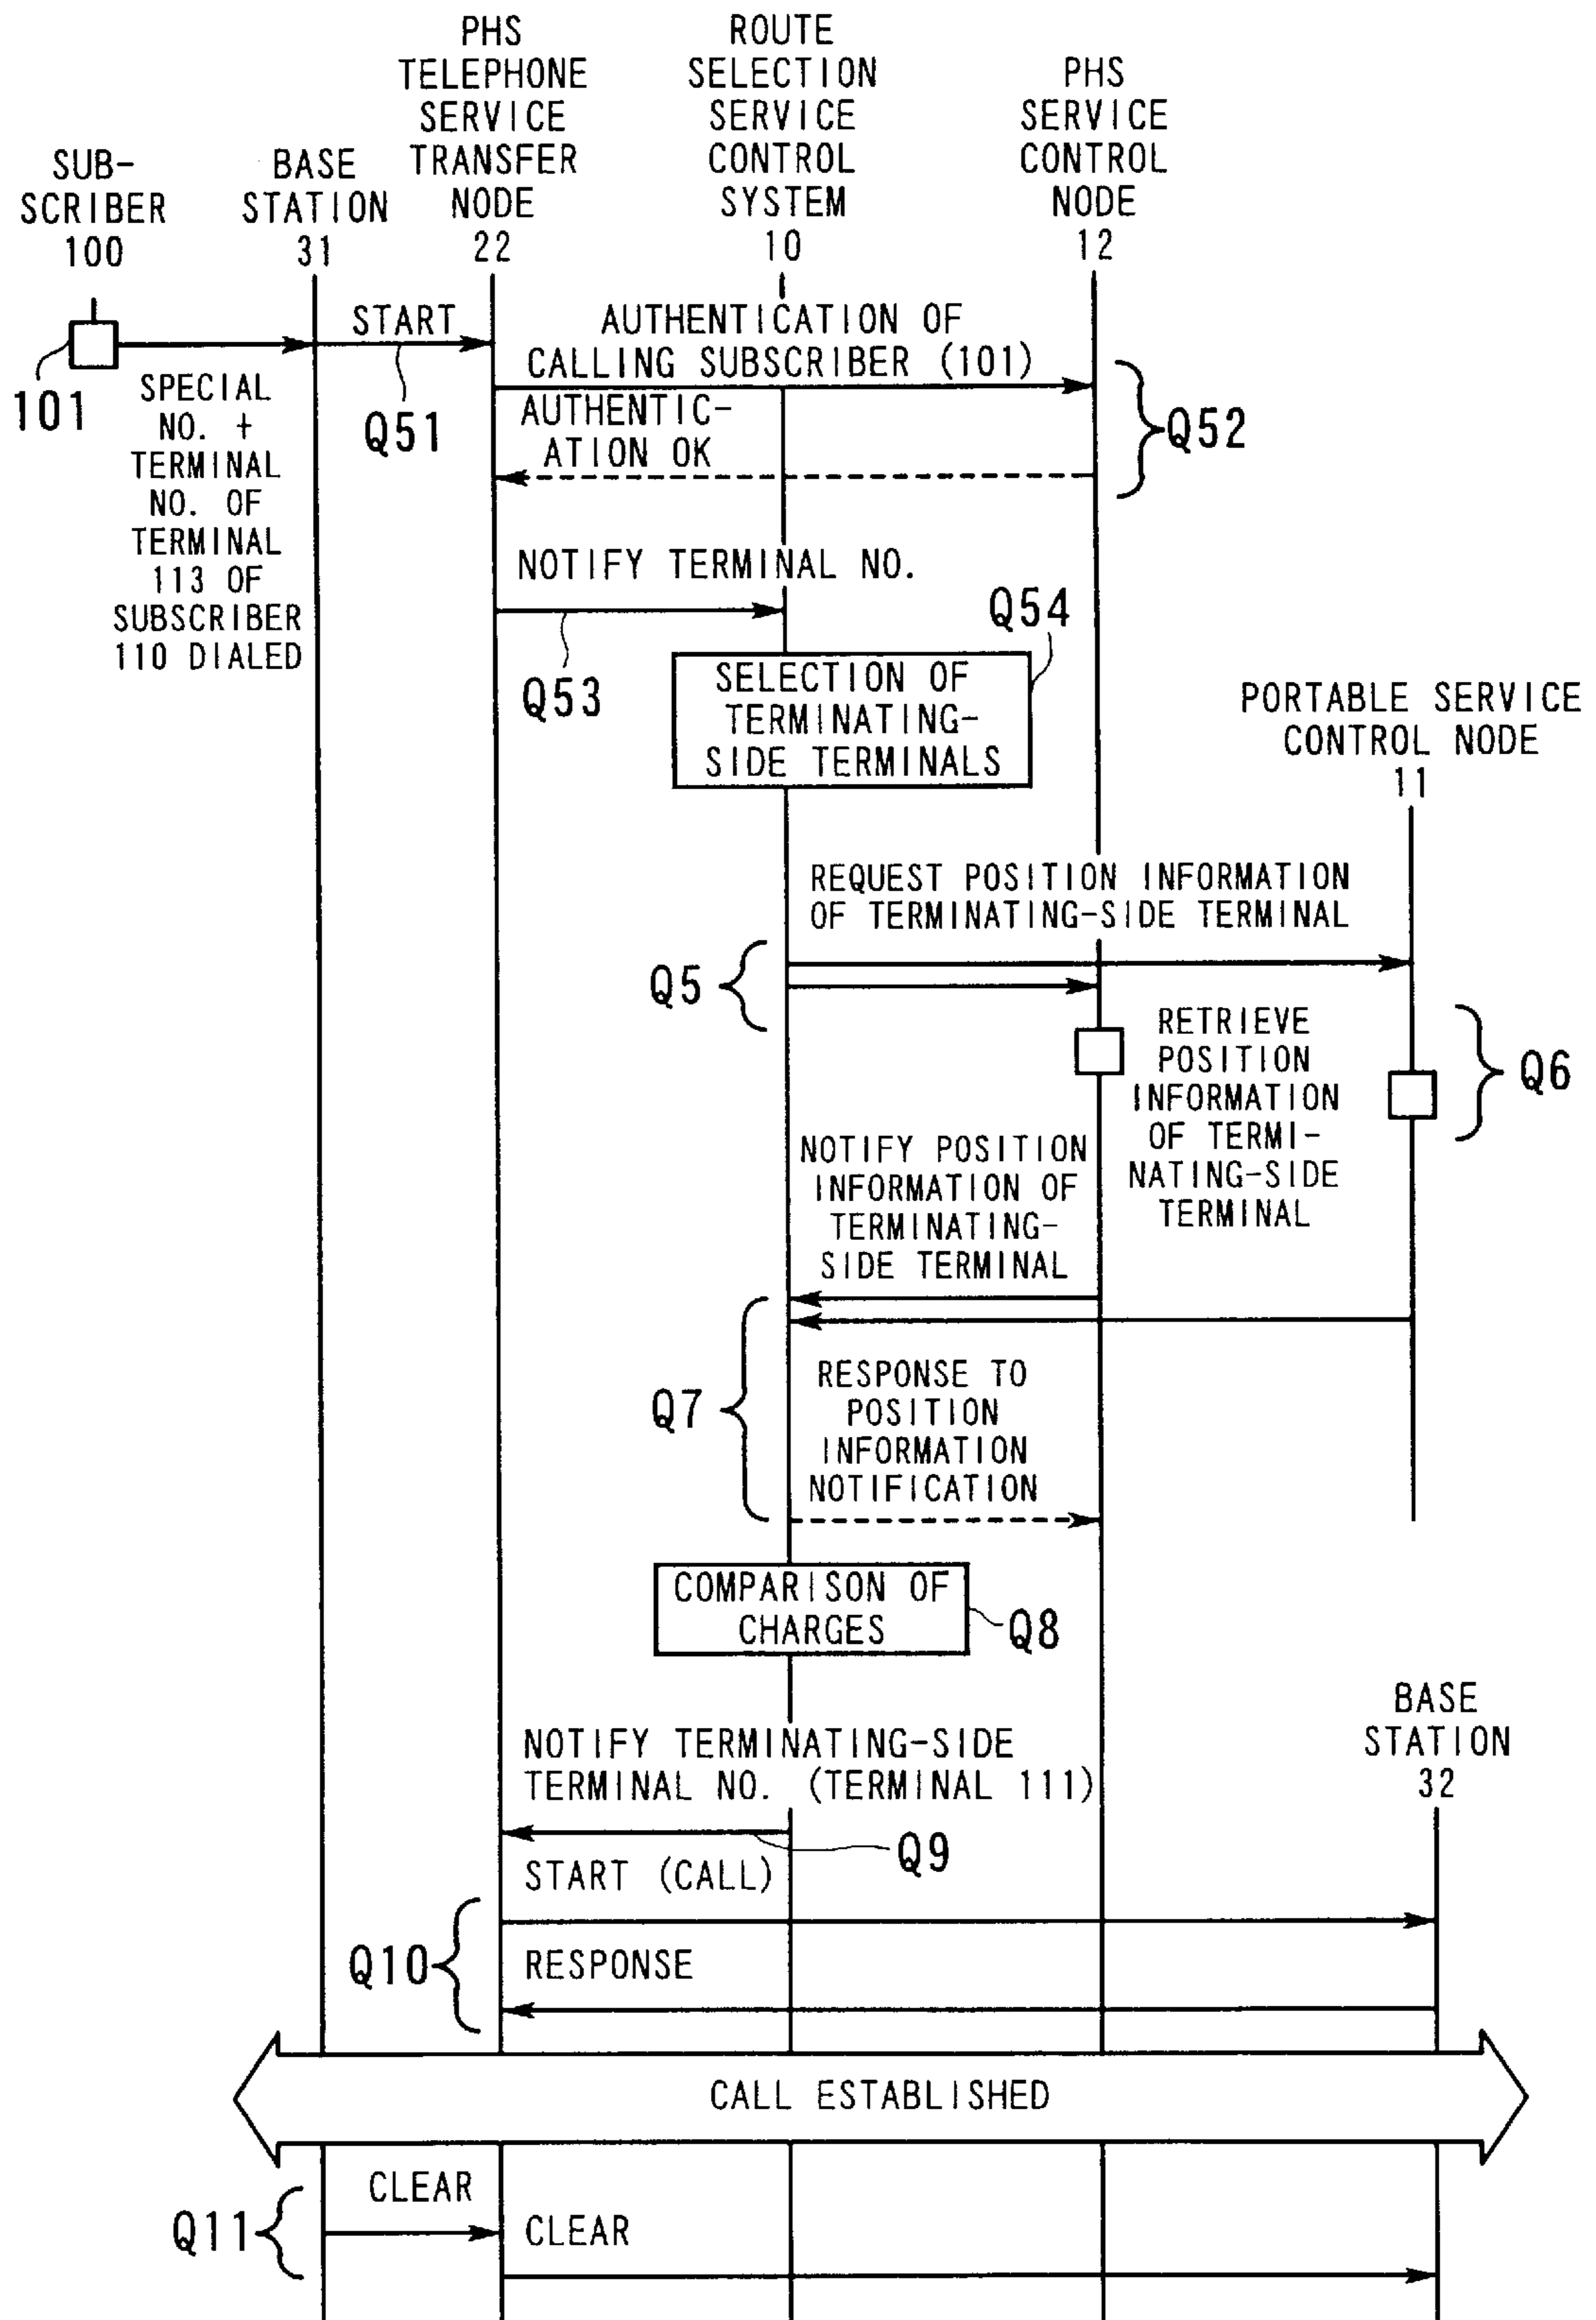 SUB-
SCRIBER
100
BASE
STATION
31
PHS
TELEPHONE
SERVICE
TRANSFER
NODE
22
ROUTE
SELECTION
SERVICE
CONTROL
SYSTEM
10
PHS
SERVICE
CONTROL
NODE
12
101
START
Q51
SPECIAL
NO. +
TERMINAL
NO. OF
TERMINAL
113 OF
SUBSCRIBER
110 DIALED
AUTHENTICATION OF
CALLING SUBSCRIBER (101)
AUTHENTIC-
ATION OK
Q52
NOTIFY TERMINAL NO.
Q53
Q54
SELECTION OF
TERMINATING-
SIDE TERMINALS
PORTABLE SERVICE
CONTROL NODE
11
REQUEST POSITION INFORMATION
OF TERMINATING-SIDE TERMINAL
Q5
RETRIEVE
POSITION
INFORMATION
OF TERMI-
NATING-SIDE
TERMINAL
Q6
NOTIFY POSITION
INFORMATION OF
TERMINATING-
SIDE TERMINAL
Q7
RESPONSE TO
POSITION
INFORMATION
NOTIFICATION
COMPARISON OF
CHARGES
Q8
BASE
STATION
32
NOTIFY TERMINATING-SIDE
TERMINAL NO. (TERMINAL 111)
Q9
START (CALL)
Q10
RESPONSE
CALL ESTABLISHED
Q11
CLEAR
CLEAR